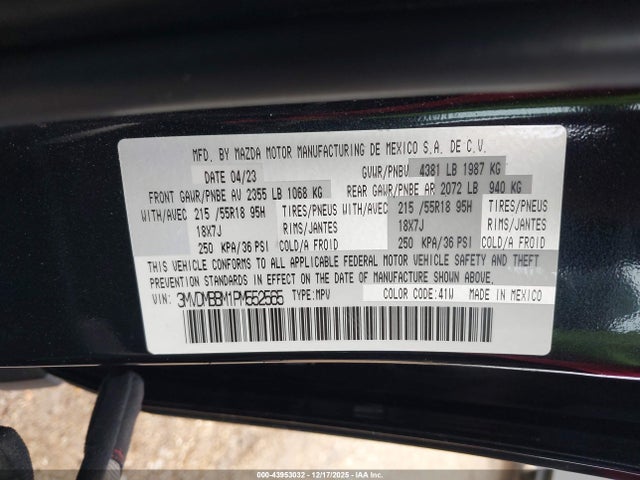 MFD. BY MAZDA MOTOR MANUFACTURING DE MEXICO S.A. DE C.V.
DATE 04/23 GVWR/PNBV 4381 LB 1987 KG
FRONT GAWR/PNBE AV 2355 LB 1068 KG REAR GAWR/PNBE AR 2072 LB 940 KG
WITH/AVEC 215 /55R18 95H TIRES/PNEUS WITH/AVEC 215 /55R18 95H TIRES/PNEUS
18X7J RIMS/JANTES 18X7J RIMS/JANTES
250 KPA/36 PSI COLD/A FROID 250 KPA/36 PSI COLD/A FROID
THIS VEHICLE CONFORMS TO ALL APPLICABLE FEDERAL MOTOR VEHICLE SAFETY AND THEFT
PREVENTION STANDARDS IN EFFECT ON THE DATE OF MANUFACTURE SHOWN ABOVE.
VIN: 3MVDMBBM1PM552565 TYPE:MPV COLOR CODE:41W MADE IN MEXICO
000-43953032 - 12/17/2025 - IAAI.COM